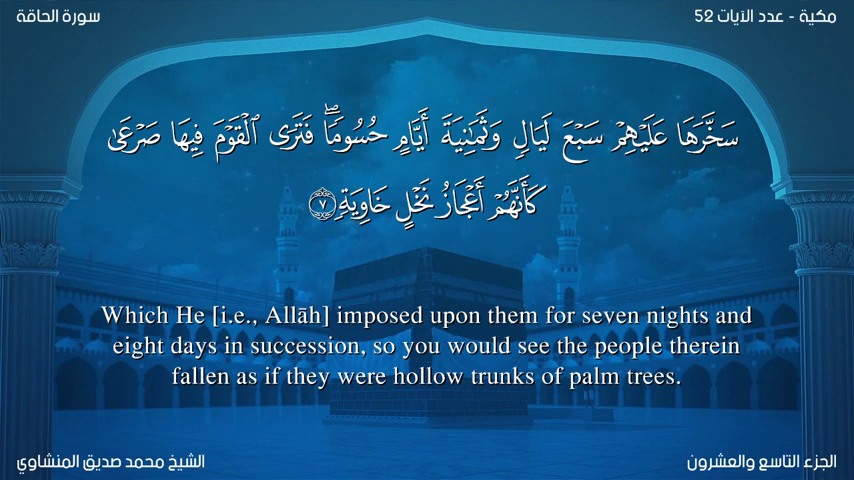 سورة الحاقة
مكية - عدد الآيات 52
سَخَّرَهَا عَلَيْهِمْ سَبْعَ لَيَالٍ وَثَمَٰنِيَةَ أَيَّامٍ حُسُومًاۖ فَتَرَى ٱلْقَوْمَ فِيهَا صَرْعَىٰ
كَأَنَّهُمْ أَعْجَازُ نَخْلٍ خَاوِيَةٍ ٧
Which He [i.e., Allāh] imposed upon them for seven nights and
eight days in succession, so you would see the people therein
fallen as if they were hollow trunks of palm trees.
الشيخ محمد صديق المنشاوي
الجزء التاسع والعشرون